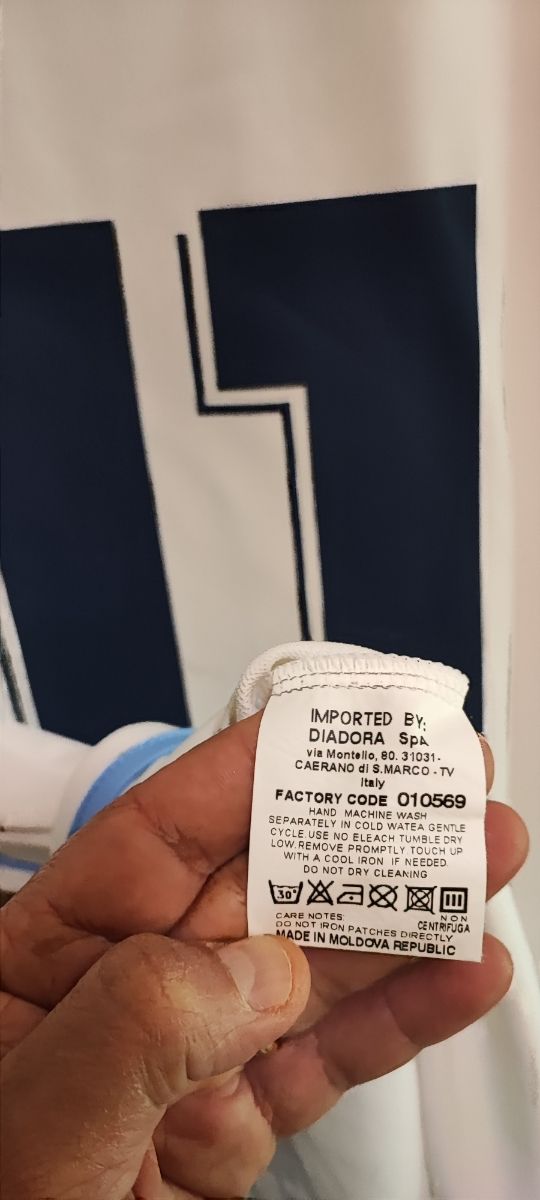 11
IMPORTED BY:
DIADORA SpA
via Montello, 80. 31031-
CAERANO di S.MARCO - TV
Italy
FACTORY CODE 010569
HAND MACHINE WASH
SEPARATELY IN COLD WATEA GENTLE
CYCLE.USE NO ELEACH TUMBLE DRY
LOW.REMOVE PROMPTLY TOUCH UP
WITH A COOL IRON IF NEEDED
DO NOT DRY CLEANING
30°
CARE NOTES:
DO NOT IRON PATCHES DIRECTLY
NON
CENTRIFUGA
MADE IN MOLDOVA REPUBLIC